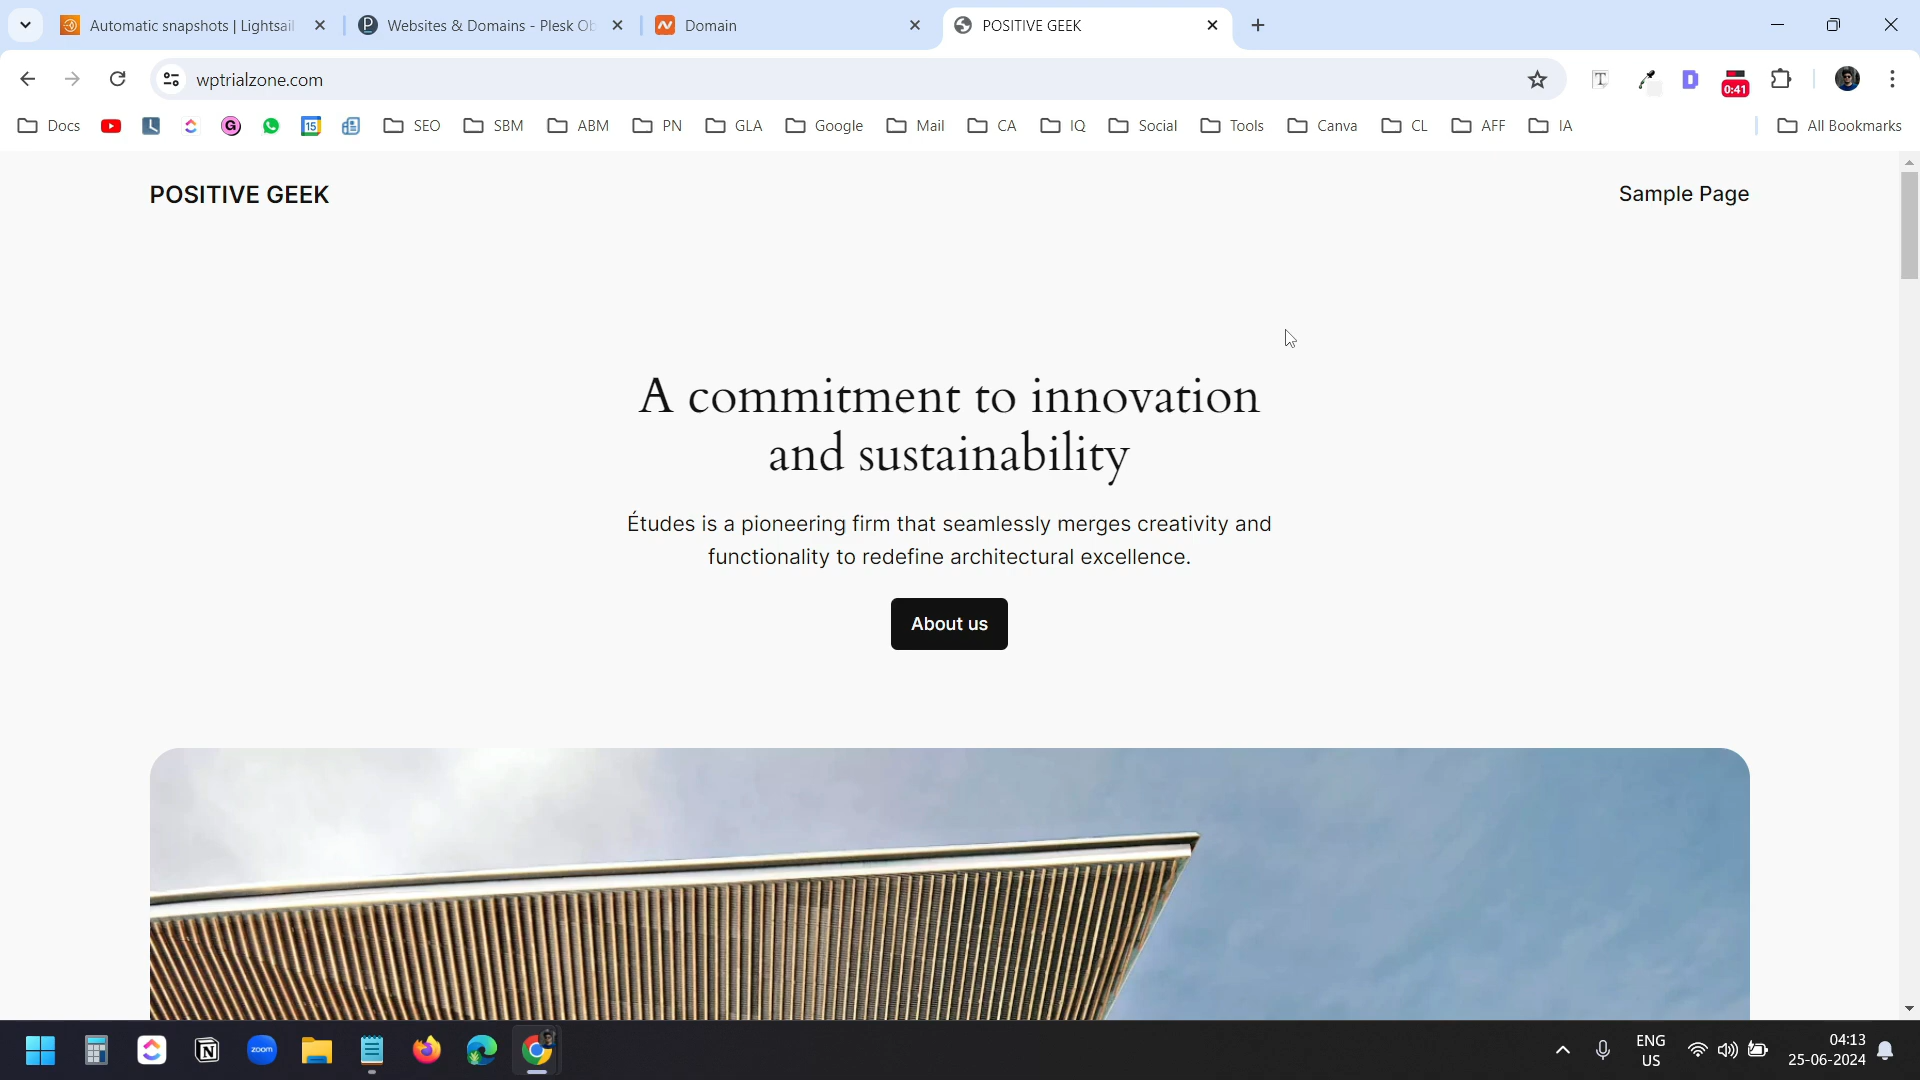 Automatic snapshots | Lightsail
Websites & Domains - Plesk Ob
Domain
POSITIVE GEEK
wptrialzone.com
0:41
Docs
15
SEO
SBM
ABM
PN
GLA
Google
Mail
CA
IQ
Social
Tools
Canva
CL
AFF
IA
All Bookmarks
POSITIVE GEEK
Sample Page
A commitment to innovation
and sustainability
Études is a pioneering firm that seamlessly merges creativity and
functionality to redefine architectural excellence.
About us
zoom
ENG
US
04:13
25-06-2024